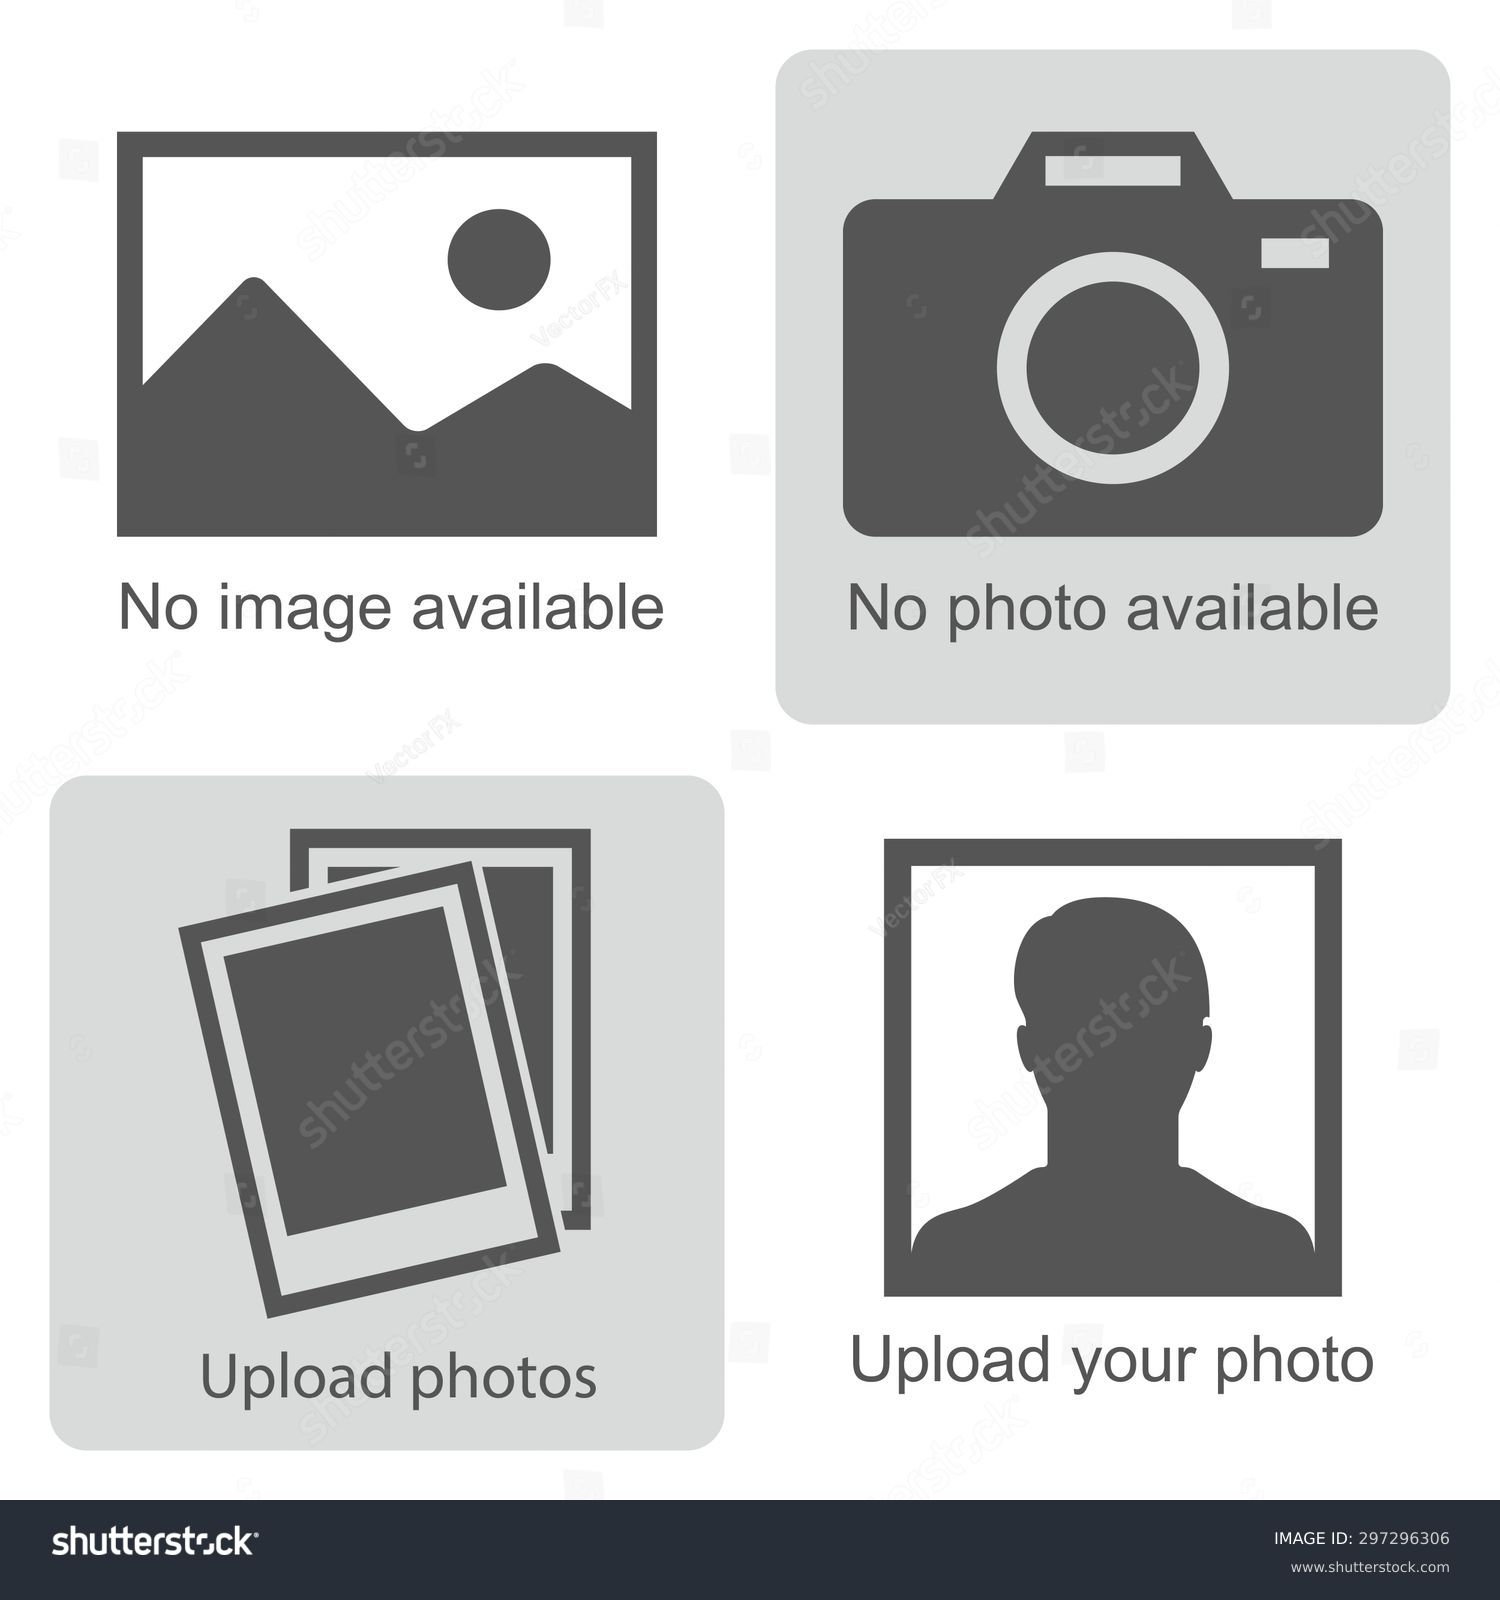 No image available
No photo available
Upload photos
Upload your photo
shutterstock
VectorFX
shutterstock
IMAGE ID: 297296306
www.shutterstock.com